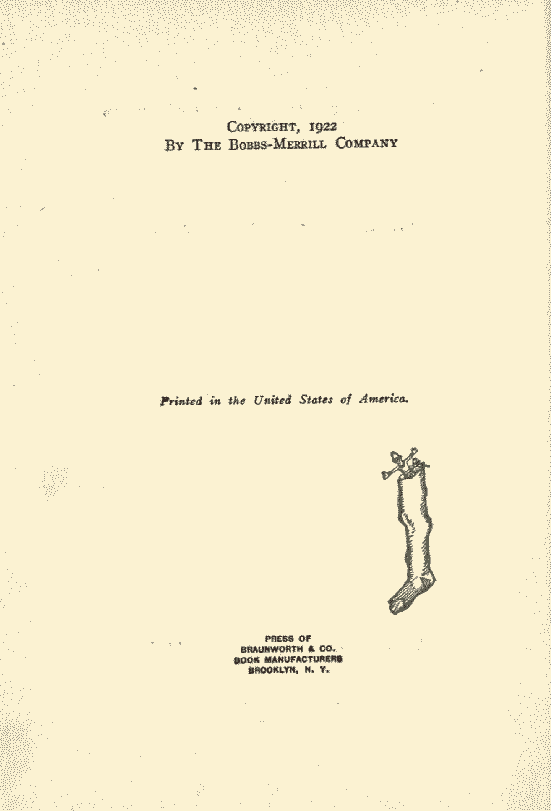 COPYRIGHT, 1922
BY THE BOBBS-MERRILL COMPANY
Printed in the United States of America.
PRESS OF
BRAUNWORTH & CO.
BOOK MANUFACTURERS
BROOKLYN, N. Y.